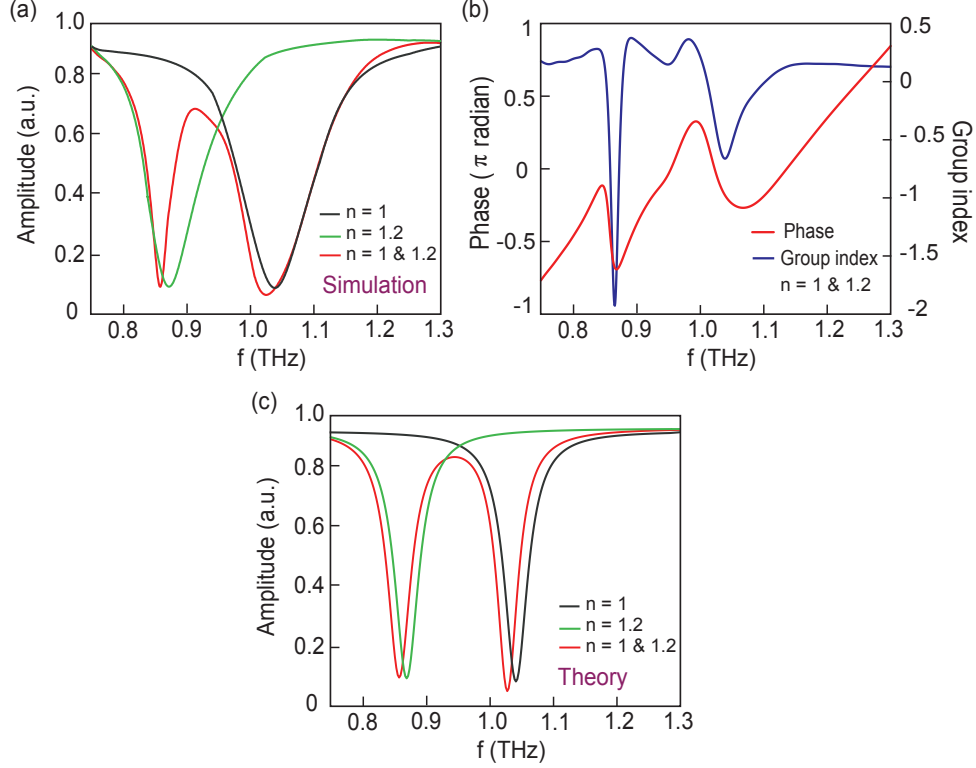 (a)
1.0
0.8
0.6
0.4
0.2
0
Amplitude (a.u.)
0.8 0.9 1.0 1.1 1.2 1.3
f (THz)
n = 1
n = 1.2
n = 1 & 1.2
Simulation
(b)
1
0.5
0
-0.5
-1
Phase ( π radian)
0.5
0
- 0.5
- 1
- 1.5
-2
Group index
0.8 0.9 1.0 1.1 1.2 1.3
f (THz)
Phase
Group index
n = 1 & 1.2
(c)
1.0
0.8
0.6
0.4
0.2
0
Amplitude (a.u.)
0.8 0.9 1.0 1.1 1.2 1.3
f (THz)
n = 1
n = 1.2
n = 1 & 1.2
Theory